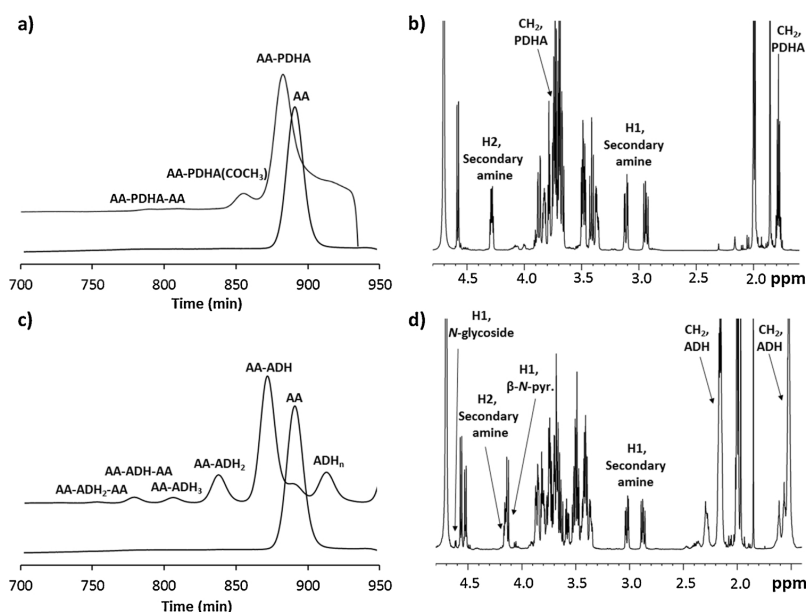 a)
AA-PDHA
AA
AA-PDHA(COCH₃)
AA-PDHA-AA
700 750 800 850 900 950
Time (min)
b)
CH₂,
PDHA
CH₂,
PDHA
H2,
Secondary
amine
H1,
Secondary
amine
4.5 4.0 3.5 3.0 2.5 2.0 ppm
c)
AA-ADH
AA
AA-ADH₂
ADHₙ
AA-ADH-AA
AA-ADH₂-AA
AA-ADH₃
700 750 800 850 900 950
Time (min)
d)
H1,
N-glycoside
H1,
β-N-pyr.
H2,
Secondary
amine
H1,
Secondary
amine
CH₂,
ADH
CH₂,
ADH
4.5 4.0 3.5 3.0 2.5 2.0 ppm